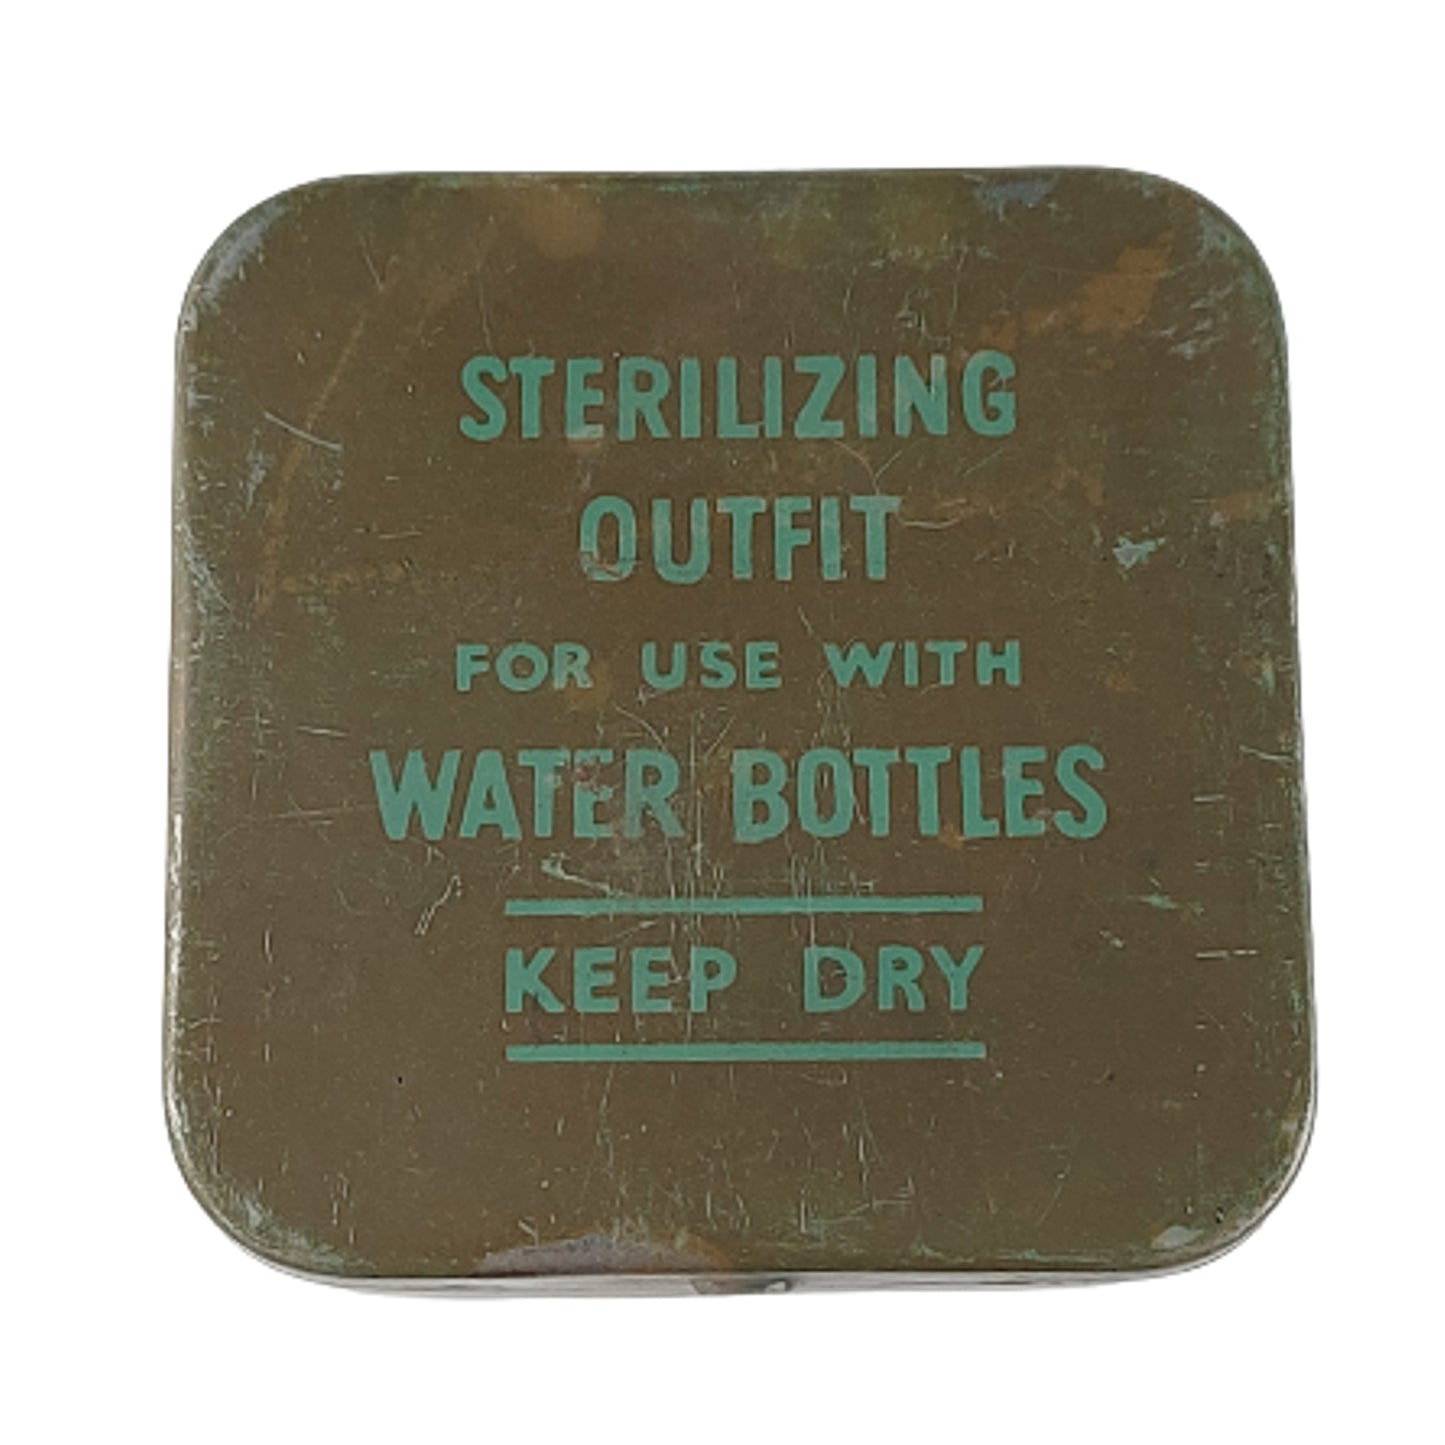 STERILIZING
OUTFIT
FOR USE WITH
WATER BOTTLES
KEEP DRY